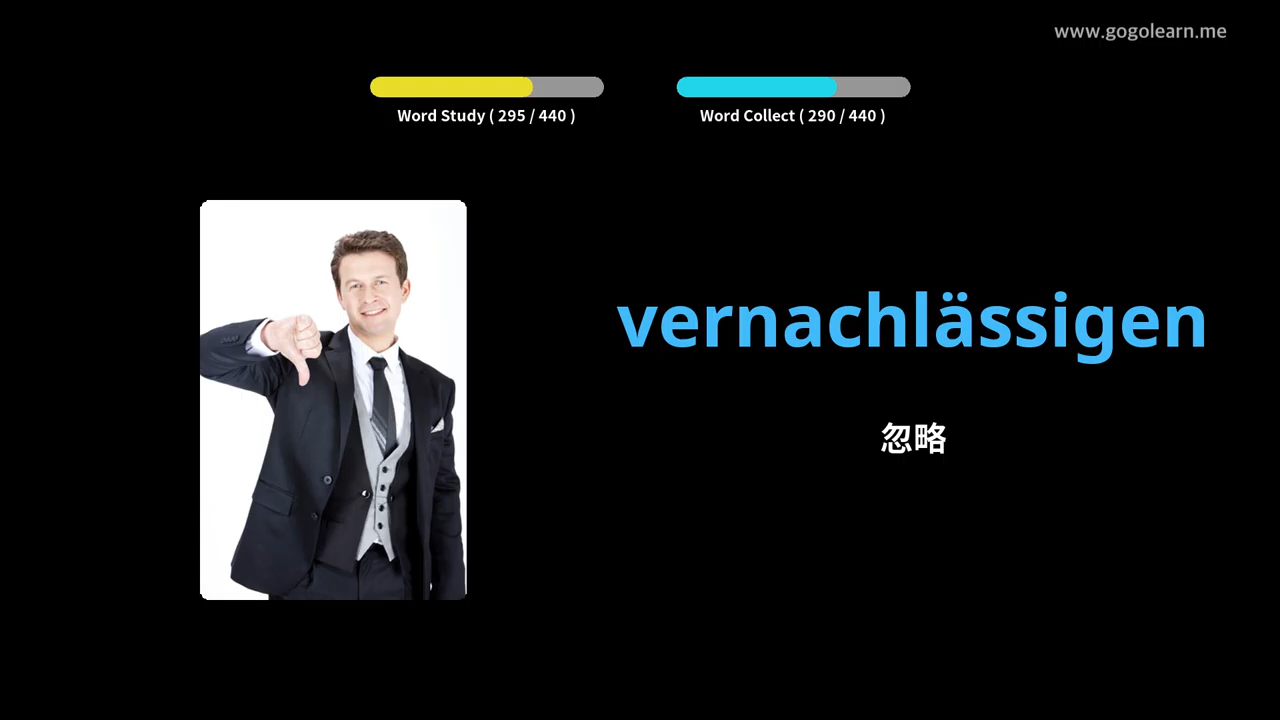 www.gogolearn.me
Word Study ( 295 / 440 )
Word Collect ( 290 / 440 )
vernachlässigen
忽略